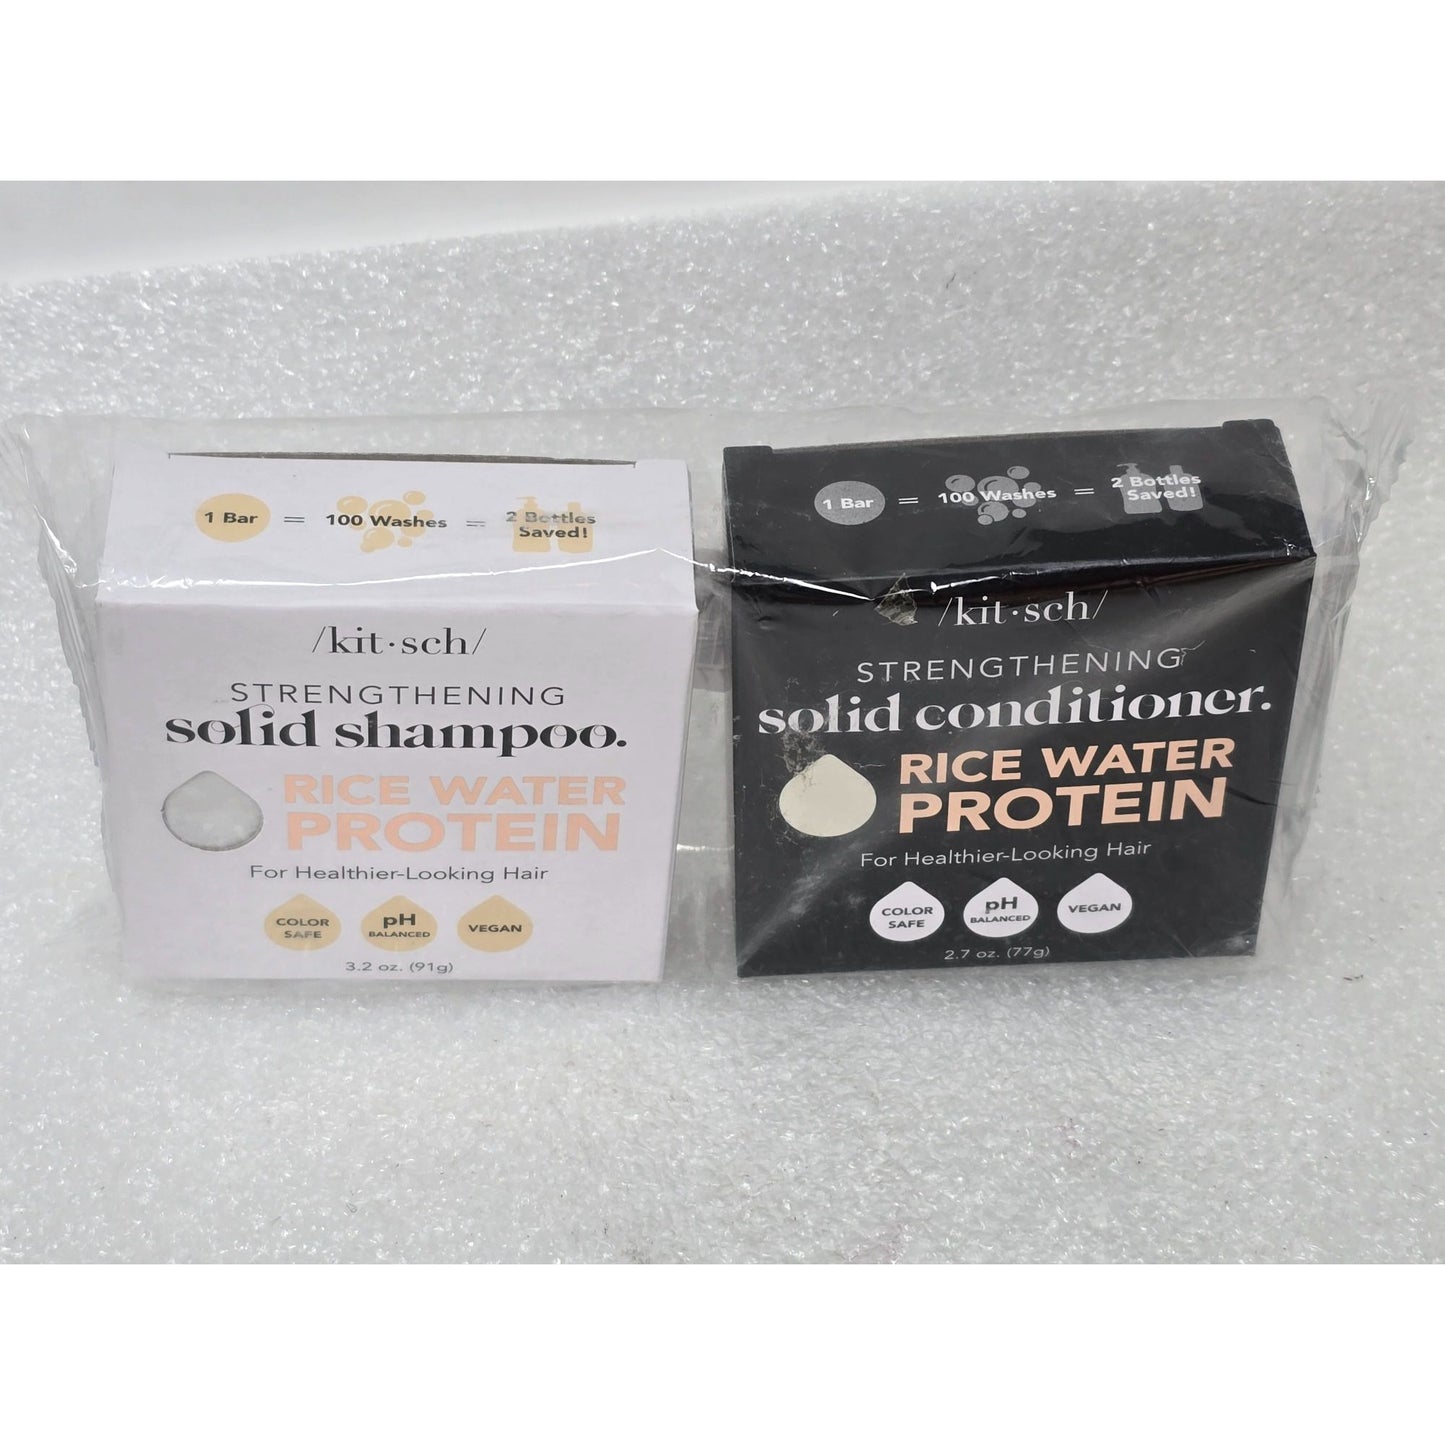 1 Bar = 100 Washes = 2 Bottles Saved!
/kit·sch/
STRENGTHENING
solid shampoo.
RICE WATER
PROTEIN
For Healthier-Looking Hair
COLOR SAFE
pH BALANCED
VEGAN
3.2 oz. (91g)
1 Bar = 100 Washes = 2 Bottles Saved!
/kit·sch/
STRENGTHENING
solid conditioner.
RICE WATER
PROTEIN
For Healthier-Looking Hair
COLOR SAFE
pH BALANCED
VEGAN
2.7 oz. (77g)